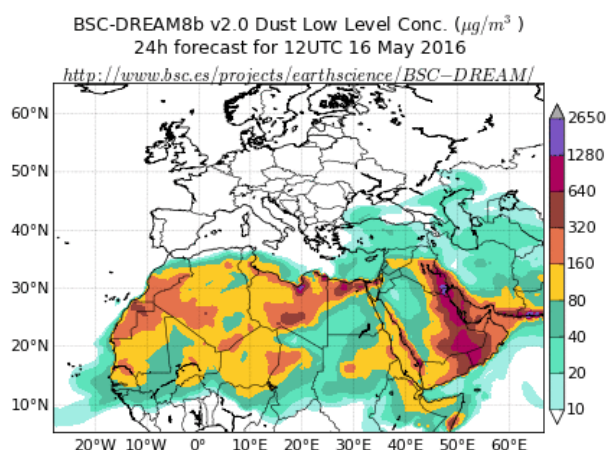 BSC-DREAM8b v2.0 Dust Low Level Conc. (μg/m³ )
24h forecast for 12UTC 16 May 2016
http://www.bsc.es/projects/earthscience/BSC−DREAM/
60°N
50°N
40°N
30°N
20°N
10°N
20°W 10°W 0° 10°E 20°E 30°E 40°E 50°E 60°E
2650
1280
640
320
160
80
40
20
10